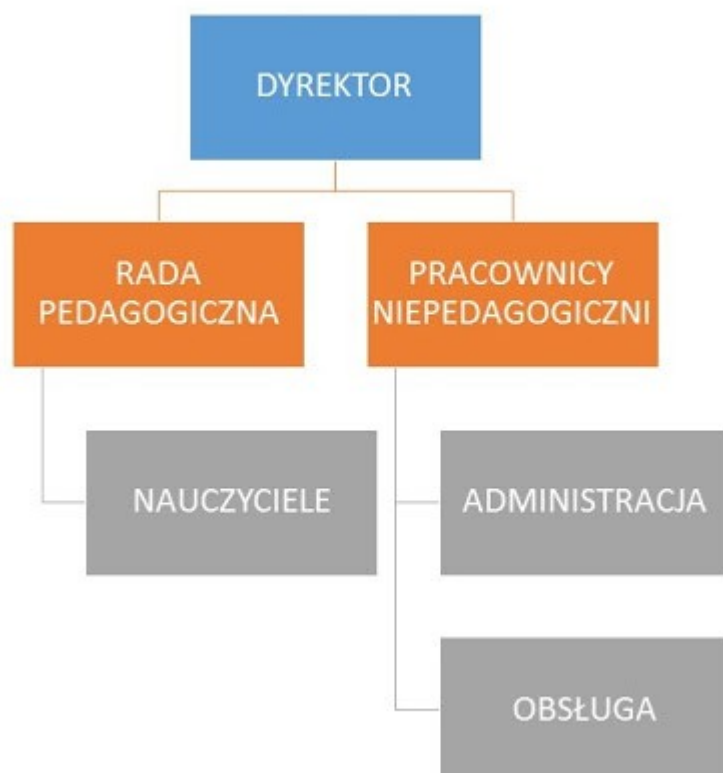 DYREKTOR
RADA
PEDAGOGICZNA
PRACOWNICY
NIEPEDAGOGICZNI
NAUCZYCIELE
ADMINISTRACJA
OBSŁUGA